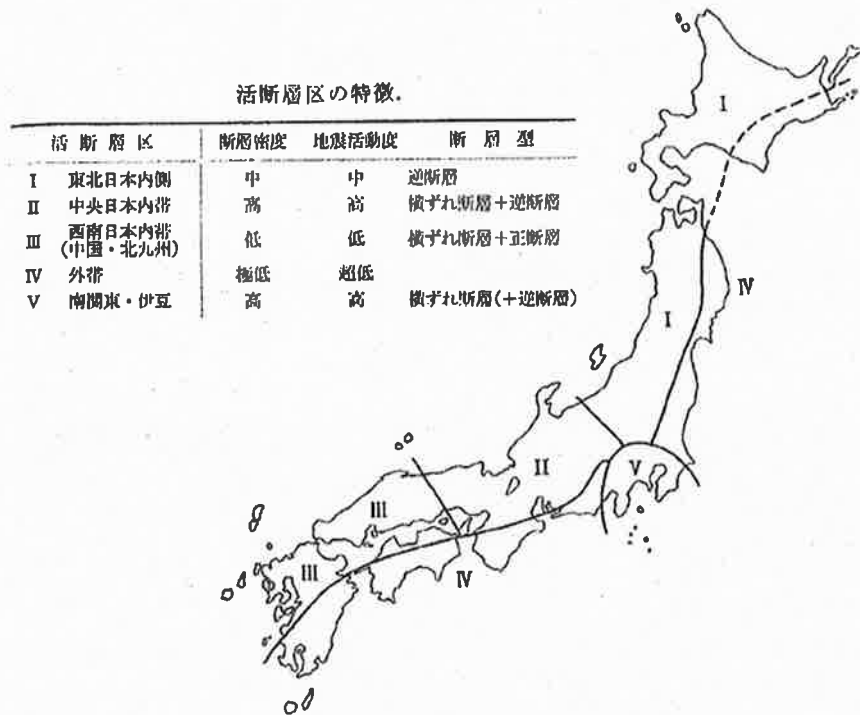 活断層区の特徴.
活断層区 断層密度 地震活動度 断層型
I 東北日本内側 中 中 逆断層
II 中央日本内帯 高 高 横ずれ断層+逆断層
III 西南日本内帯 (中国・北九州) 低 低 横ずれ断層+正断層
IV 外帯 極低 超低
V 南関東・伊豆 高 高 横ずれ断層(+逆断層)
I
IV
I
II
V
III
III
IV